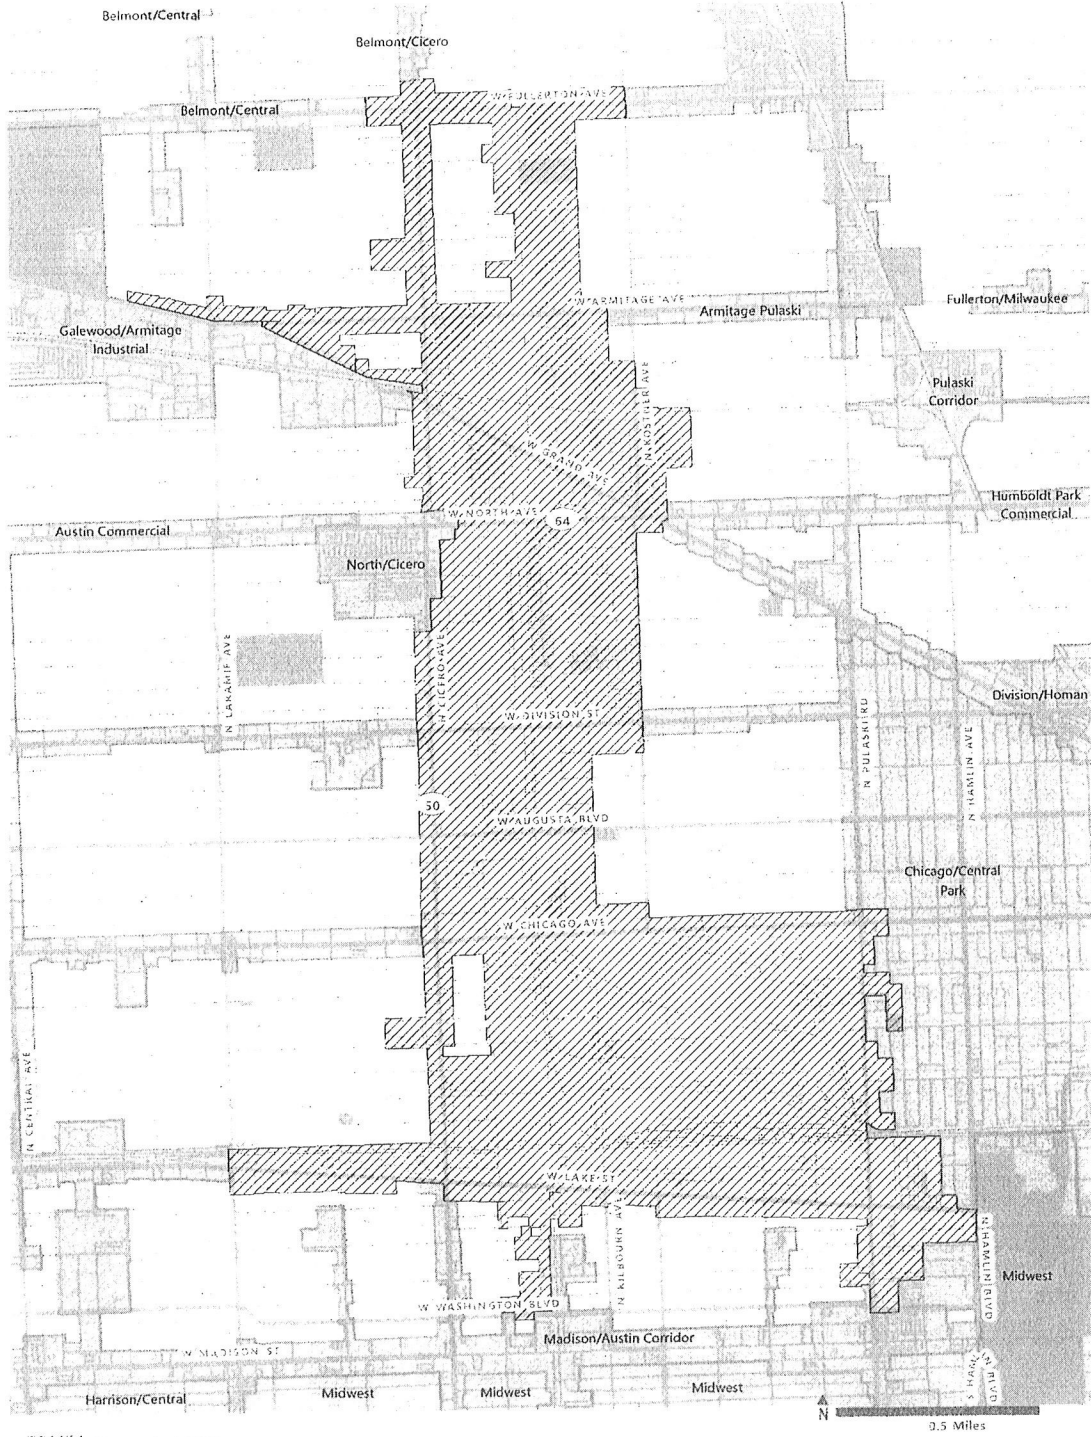 Belmont/Central
Belmont/Cicero
W FULLERTON AVE
Belmont/Central
W ARMITAGE AVE
Fullerton/Milwaukee
Armitage Pulaski
Galewood/Armitage
Industrial
N KOSTNER AVE
Pulaski
Corridor
W GRAND AVE
W NORTH AVE
64
Humboldt Park
Commercial
Austin Commercial
North/Cicero
N LARAMIE AVE
N CICERO AVE
W DIVISION ST
Division/Homan
N PULASKI RD
N HAMLIN AVE
50
W AUGUSTA BLVD
Chicago/Central
Park
W CHICAGO AVE
N CENTRAL AVE
W LAKE ST
N KILBOURN AVE
N HAMLIN BLVD
Midwest
W WASHINGTON BLVD
Madison/Austin Corridor
W MADISON ST
Harrison/Central
Midwest
Midwest
Midwest
N
0.5 Miles